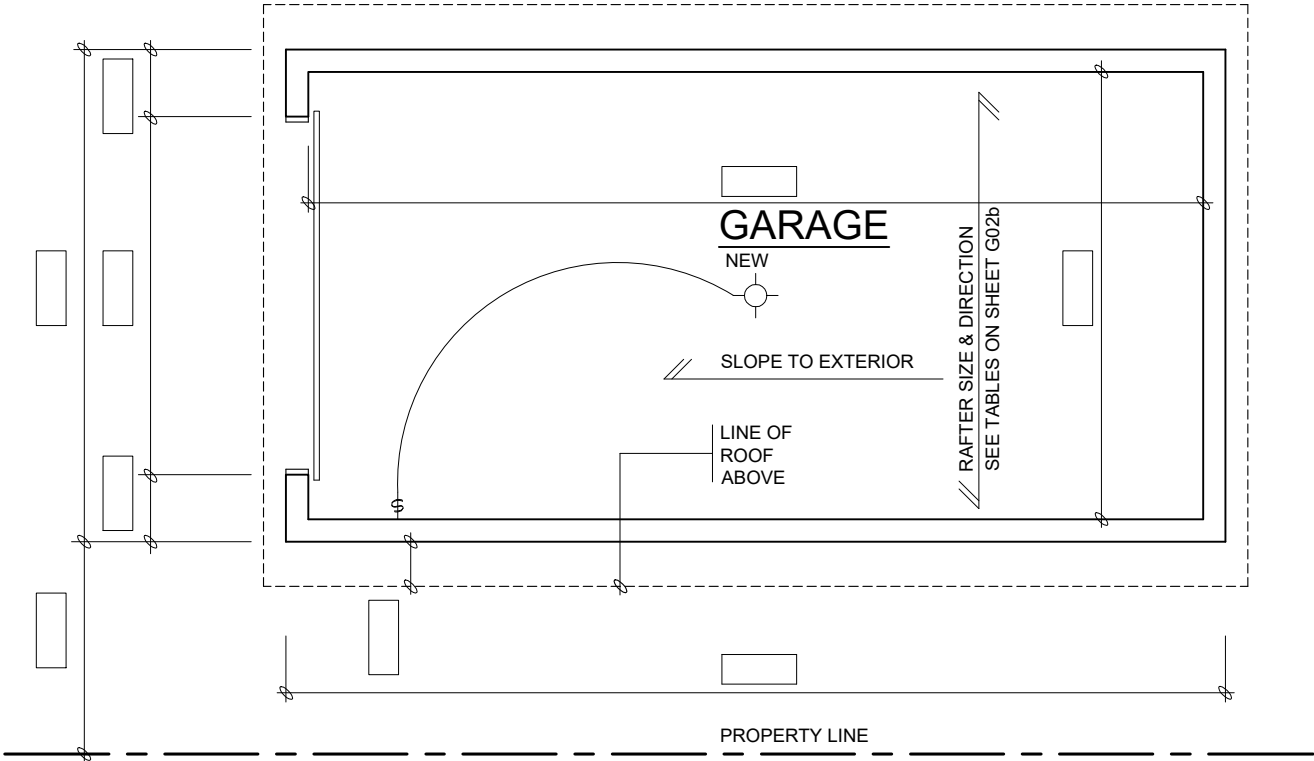 GARAGE
NEW
SLOPE TO EXTERIOR
RAFTER SIZE & DIRECTION
SEE TABLES ON SHEET G02b
LINE OF
ROOF
ABOVE
S
PROPERTY LINE